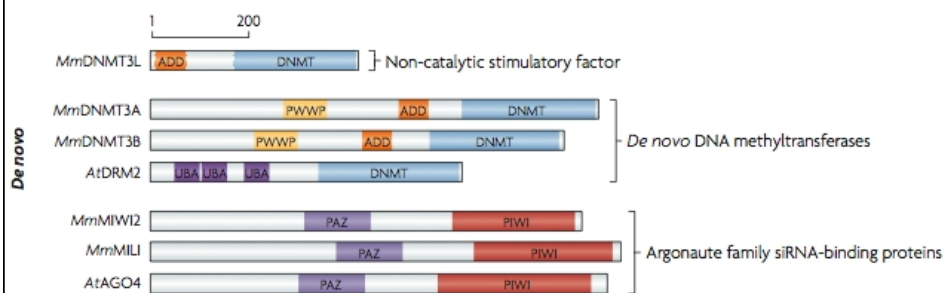 1 200
MmDNMT3L ADD DNMT Non-catalytic stimulatory factor
MmDNMT3A PWWP ADD DNMT
MmDNMT3B PWWP ADD DNMT De novo DNA methyltransferases
AtDRM2 UBA UBA UBA DNMT
De novo
MmMIWI2 PAZ PIWI
MmMILI PAZ PIWI Argonaute family siRNA-binding proteins
AtAGO4 PAZ PIWI